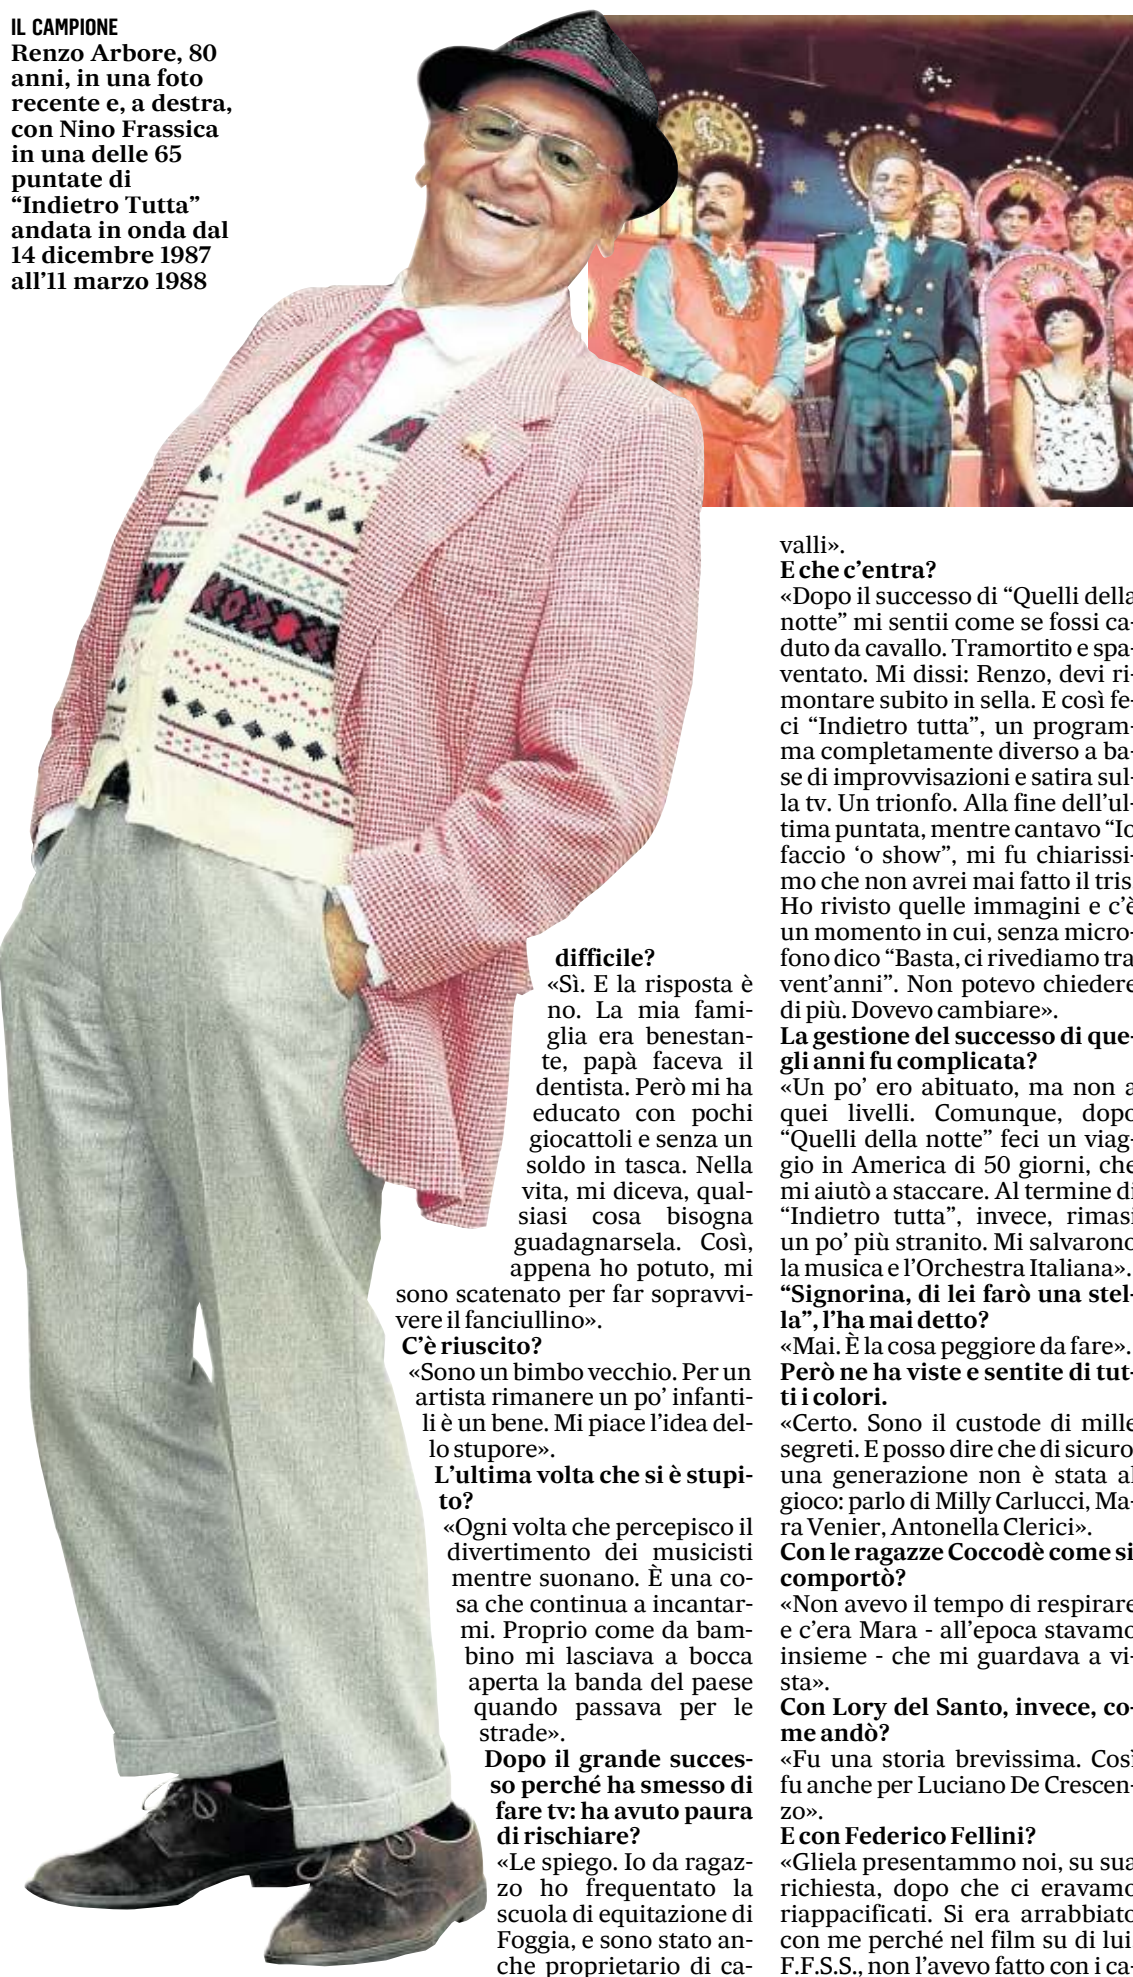 IL CAMPIONE
Renzo Arbore, 80
anni, in una foto
recente e, a destra,
con Nino Frassica
in una delle 65
puntate di
“Indietro Tutta”
andata in onda dal
14 dicembre 1987
all'11 marzo 1988
difficile?
«Sì. E la risposta è
no. La mia fami-
glia era benestan-
te, papà faceva il
dentista. Però mi ha
educato con pochi
giocattoli e senza un
soldo in tasca. Nella
vita, mi diceva, qual-
siasi cosa bisogna
guadagnarsela. Così,
appena ho potuto, mi
sono scatenato per far sopravvi-
vere il fanciullino».
C'è riuscito?
«Sono un bimbo vecchio. Per un
artista rimanere un po' infanti-
li è un bene. Mi piace l'idea del-
lo stupore».
L'ultima volta che si è stupi-
to?
«Ogni volta che percepisco il
divertimento dei musicisti
mentre suonano. È una co-
sa che continua a incantar-
mi. Proprio come da bam-
bino mi lasciava a bocca
aperta la banda del paese
quando passava per le
strade».
Dopo il grande succes-
so perché ha smesso di
fare tv: ha avuto paura
di rischiare?
«Le spiego. Io da ragaz-
zo ho frequentato la
scuola di equitazione di
Foggia, e sono stato an-
che proprietario di ca-
valli».
E che c'entra?
«Dopo il successo di “Quelli della
notte” mi sentii come se fossi ca-
duto da cavallo. Tramortito e spa-
ventato. Mi dissi: Renzo, devi ri-
montare subito in sella. E così fe-
ci “Indietro tutta”, un program-
ma completamente diverso a ba-
se di improvvisazioni e satira sul-
la tv. Un trionfo. Alla fine dell'ul-
tima puntata, mentre cantavo “Io
faccio ‘o show”, mi fu chiarissi-
mo che non avrei mai fatto il tris
Ho rivisto quelle immagini e c'è
un momento in cui, senza micro-
fono dico “Basta, ci rivediamo tra
vent'anni”. Non potevo chiedere
di più. Dovevo cambiare».
La gestione del successo di que-
gli anni fu complicata?
«Un po' ero abituato, ma non a
quei livelli. Comunque, dopo
“Quelli della notte” feci un viag-
gio in America di 50 giorni, che
mi aiutò a staccare. Al termine di
“Indietro tutta”, invece, rimasi
un po' più stranito. Mi salvarono
la musica e l'Orchestra Italiana».
“Signorina, di lei farò una stel-
la”, l'ha mai detto?
«Mai. È la cosa peggiore da fare».
Però ne ha viste e sentite di tut-
ti i colori.
«Certo. Sono il custode di mille
segreti. E posso dire che di sicuro
una generazione non è stata al
gioco: parlo di Milly Carlucci, Ma-
ra Venier, Antonella Clerici».
Con le ragazze Coccodè come si
comportò?
«Non avevo il tempo di respirare
e c'era Mara - all'epoca stavamo
insieme - che mi guardava a vi-
sta».
Con Lory del Santo, invece, co-
me andò?
«Fu una storia brevissima. Così
fu anche per Luciano De Crescen-
zo».
E con Federico Fellini?
«Gliela presentammo noi, su sua
richiesta, dopo che ci eravamo
riappacificati. Si era arrabbiato
con me perché nel film su di lui
F.F.S.S., non l'avevo fatto con i ca-